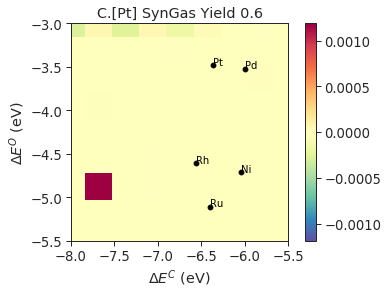 C.[Pt] SynGas Yield 0.6
−3.0
−3.5
−4.0
−4.5
−5.0
−5.5
ΔE^O (eV)
Pt
Pd
Rh
Ni
Ru
−8.0 −7.5 −7.0 −6.5 −6.0 −5.5
ΔE^C (eV)
0.0010
0.0005
0.0000
−0.0005
−0.0010